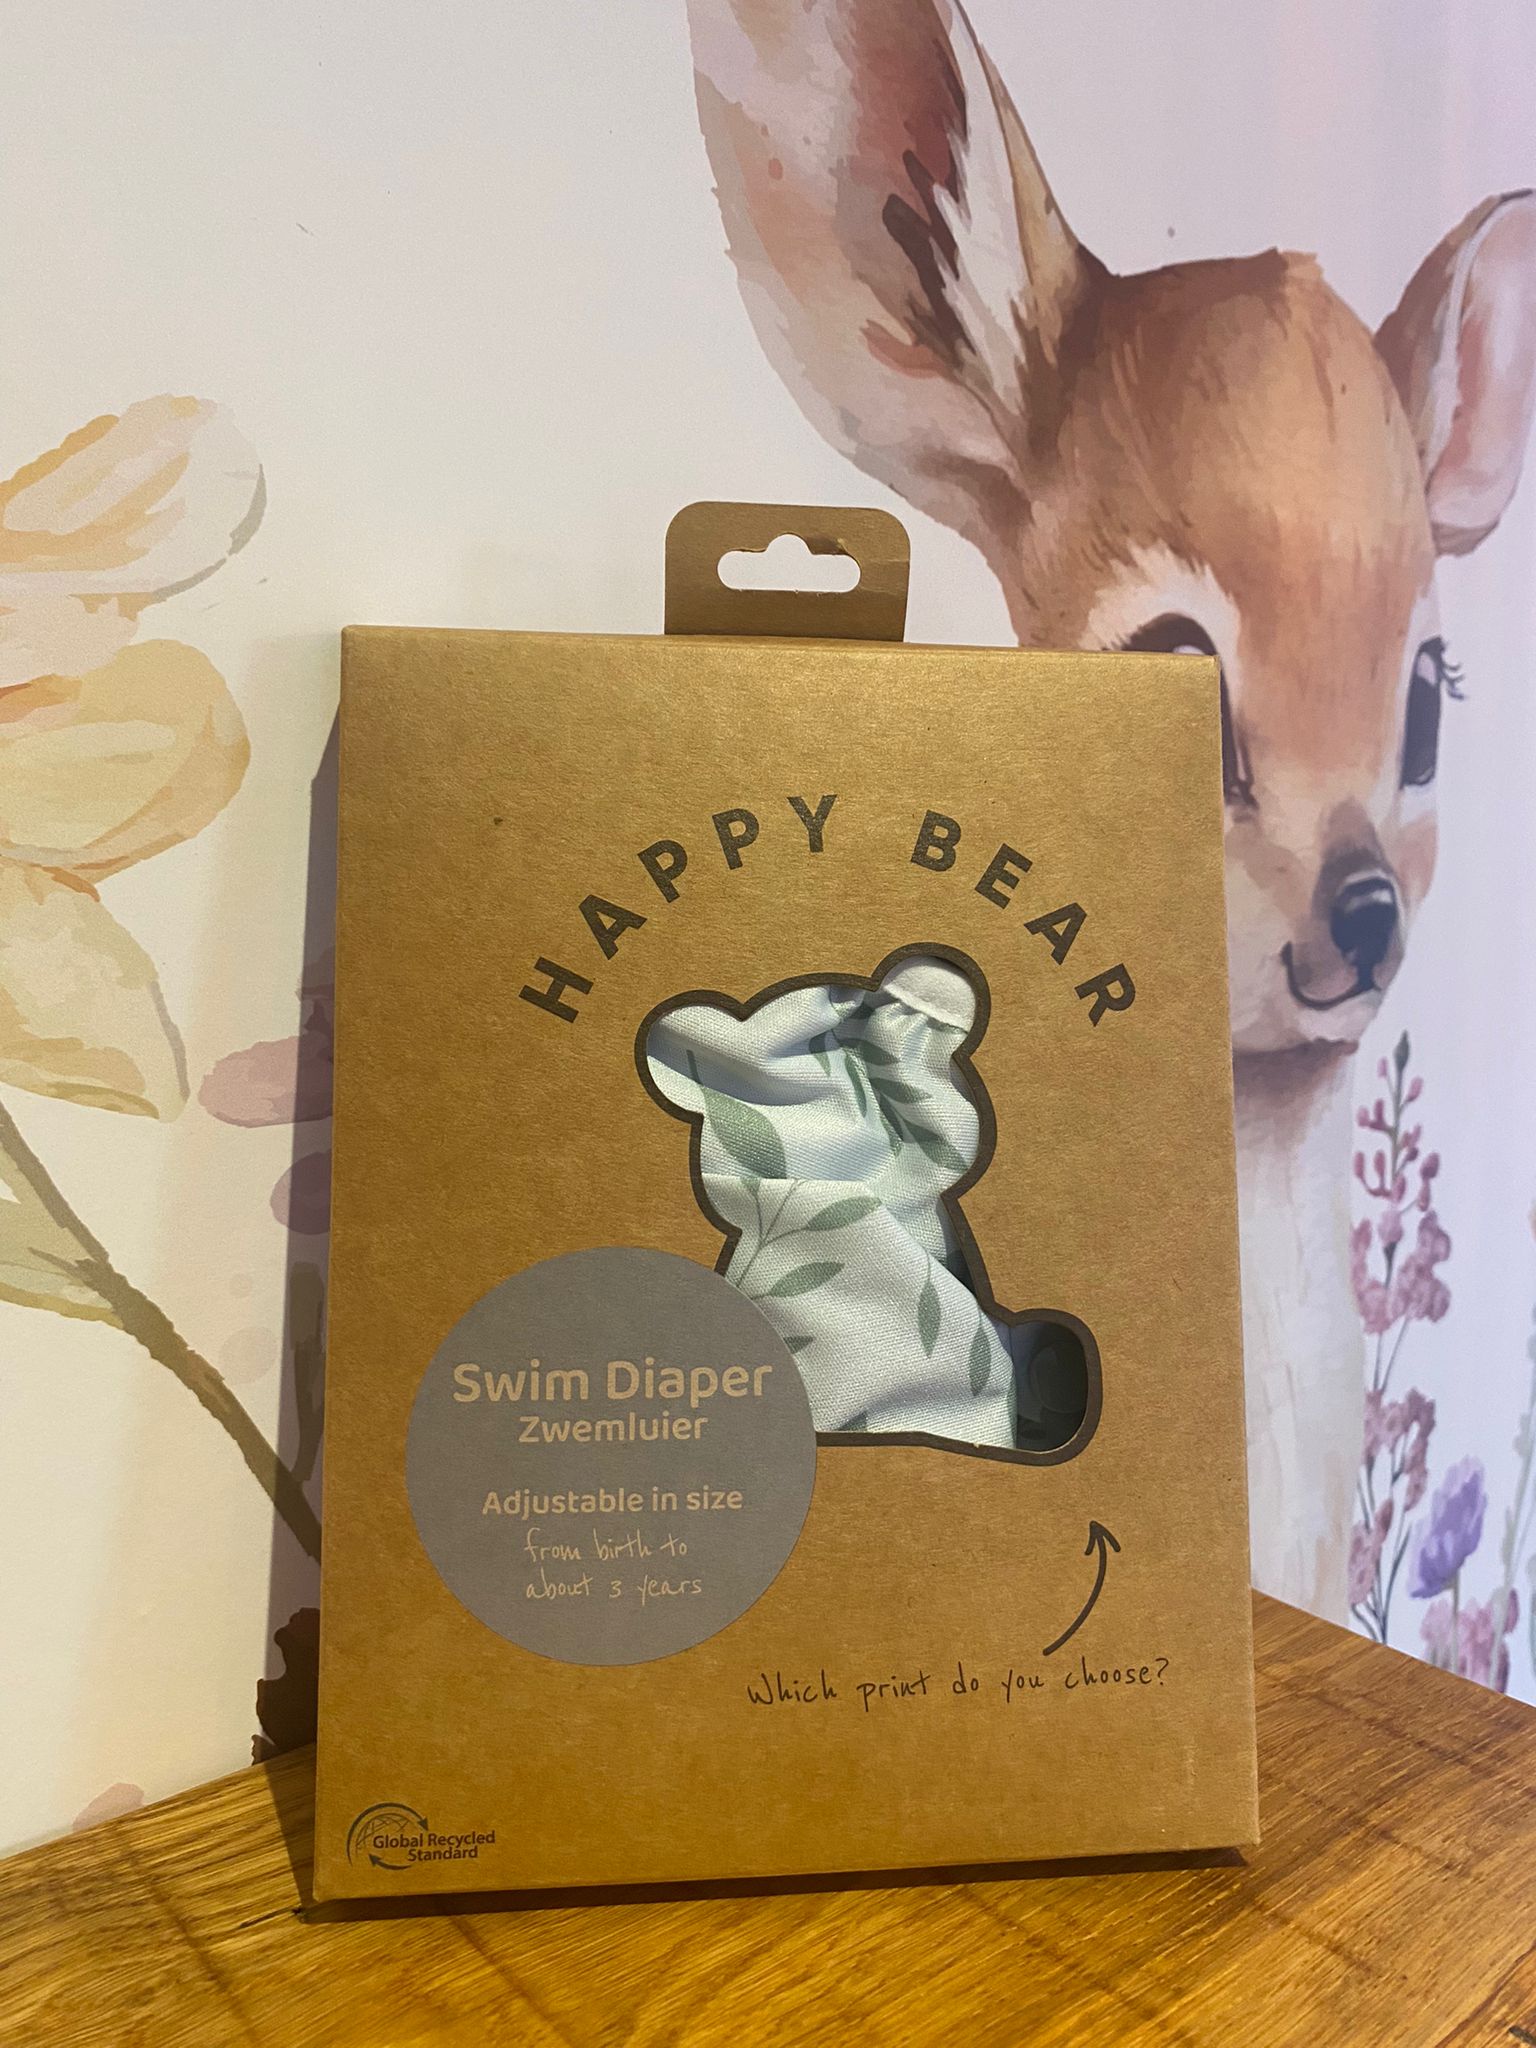 HAPPY BEAR
Swim Diaper
Zwemluier
Adjustable in size
from birth to
about 3 years
Which print do you choose?
Global Recycled
Standard